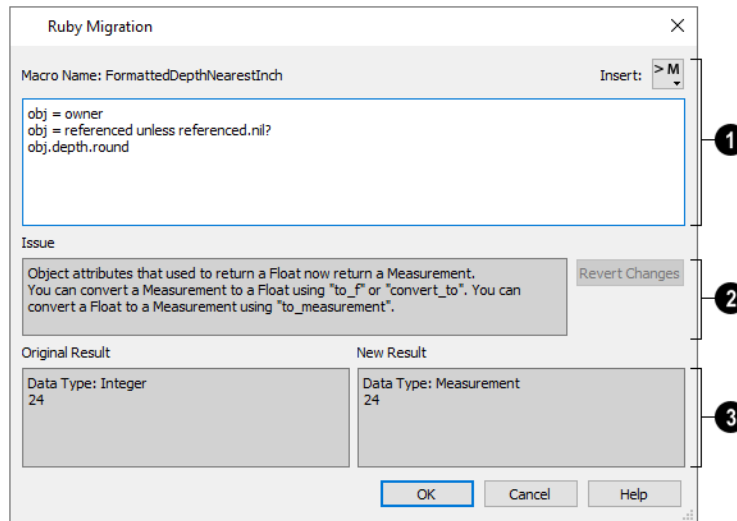 Ruby Migration
Macro Name: FormattedDepthNearestInch
Insert:
> M
obj = owner
obj = referenced unless referenced.nil?
obj.depth.round
1
Issue
Object attributes that used to return a Float now return a Measurement.
You can convert a Measurement to a Float using "to_f" or "convert_to". You can
convert a Float to a Measurement using "to_measurement".
Revert Changes
2
Original Result
New Result
Data Type: Integer
24
Data Type: Measurement
24
3
OK
Cancel
Help